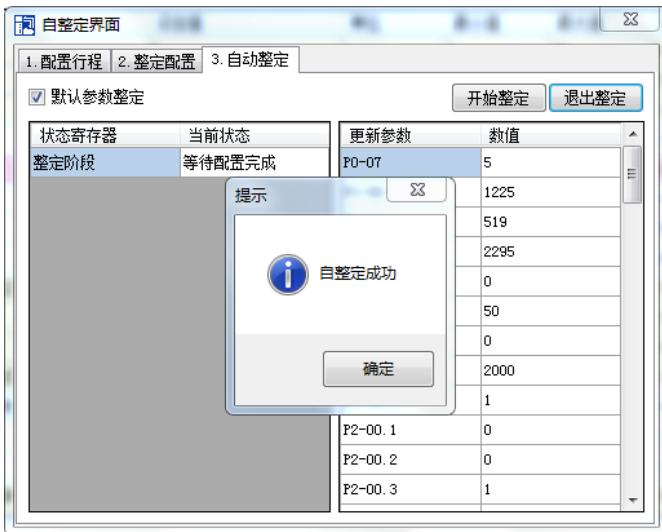 自整定界面
1.配置行程 2.整定配置 3.自动整定
默认参数整定 开始整定 退出整定
状态寄存器 当前状态 更新参数 数值
整定阶段 等待配置完成 P0-07 5
提示
1225
519
2295
自整定成功
0
50
0
确定
2000
1
P2-00.1 0
P2-00.2 0
P2-00.3 1